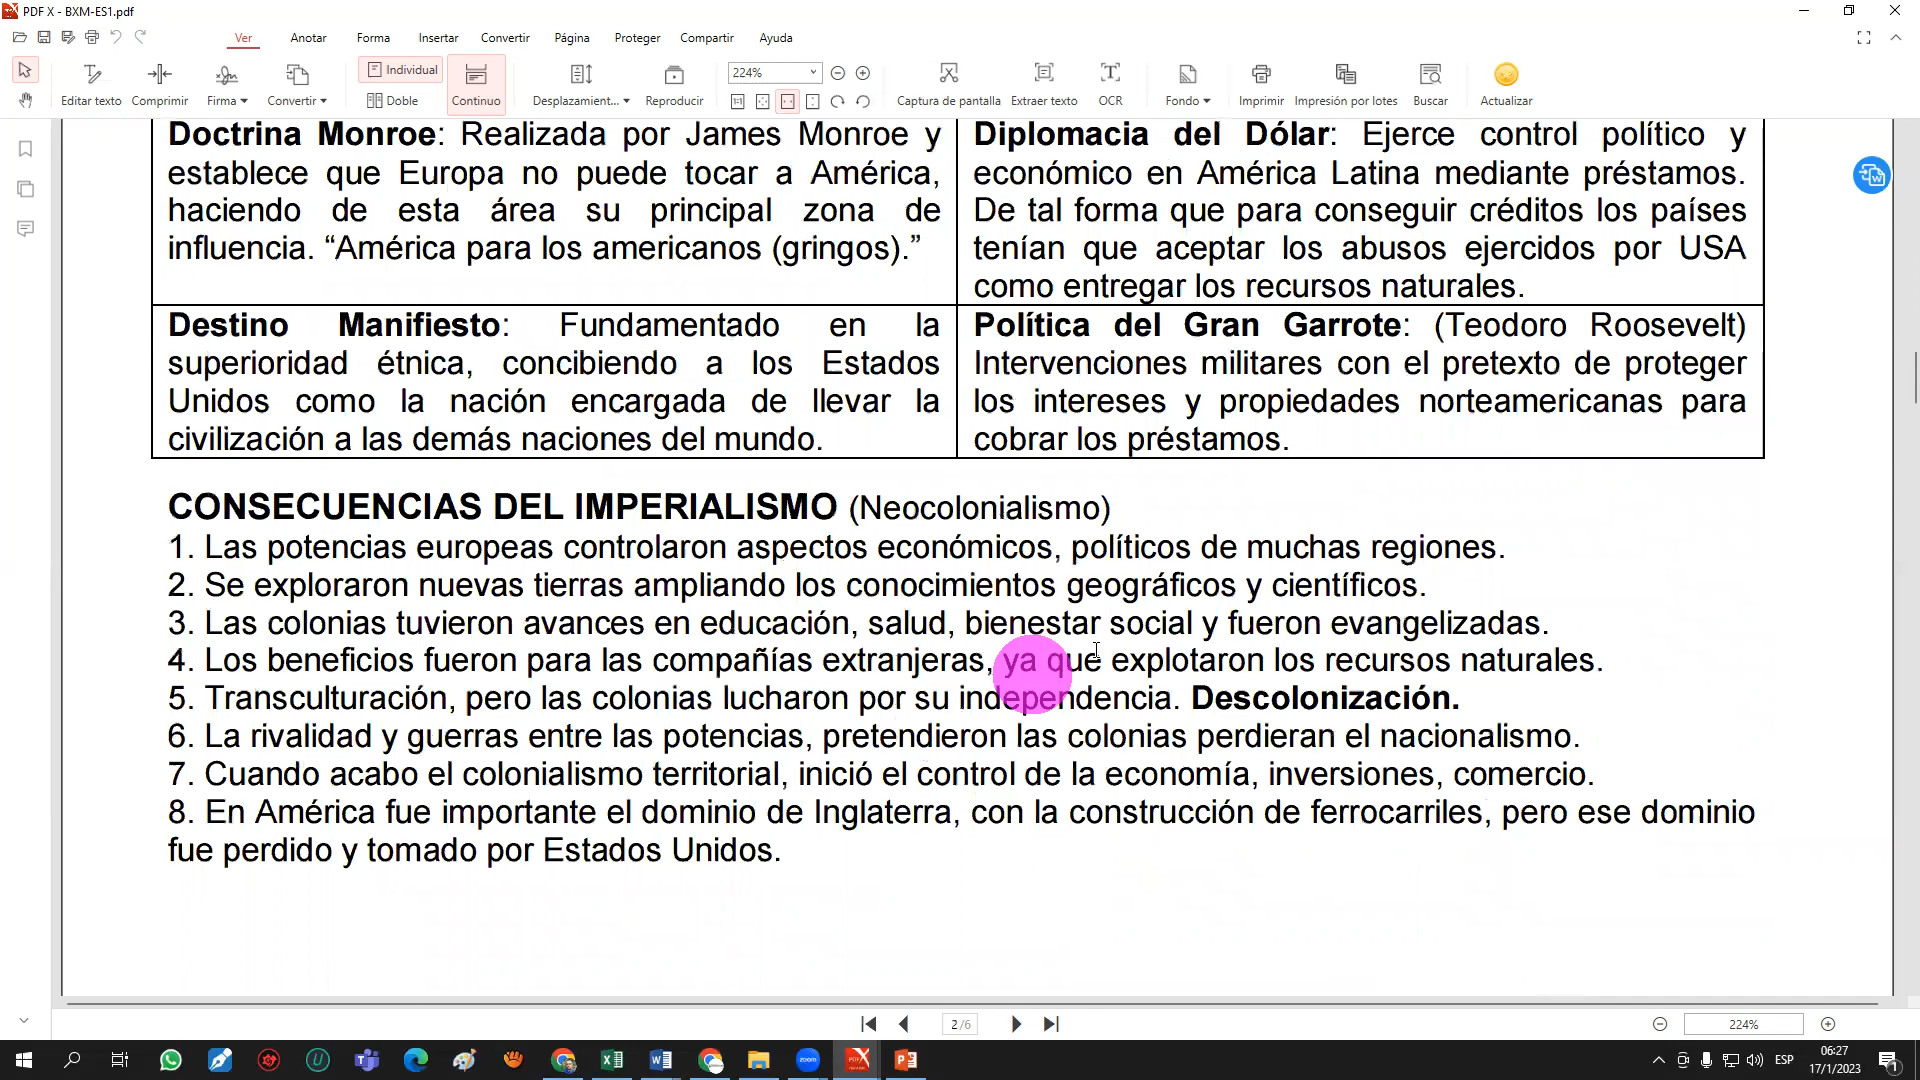 PDF X - BXM-ES1.pdf
Ver Anotar Forma Insertar Convertir Página Proteger Compartir Ayuda
Editar texto Comprimir Firma Convertir Individual Doble Continuo Desplazamient... Reproducir 224% Captura de pantalla Extraer texto OCR Fondo Imprimir Impresión por lotes Buscar Actualizar
Doctrina Monroe: Realizada por James Monroe y
establece que Europa no puede tocar a América,
haciendo de esta área su principal zona de
influencia. “América para los americanos (gringos).”
Diplomacia del Dólar: Ejerce control político y
económico en América Latina mediante préstamos.
De tal forma que para conseguir créditos los países
tenían que aceptar los abusos ejercidos por USA
como entregar los recursos naturales.
Destino Manifiesto: Fundamentado en la
superioridad étnica, concibiendo a los Estados
Unidos como la nación encargada de llevar la
civilización a las demás naciones del mundo.
Política del Gran Garrote: (Teodoro Roosevelt)
Intervenciones militares con el pretexto de proteger
los intereses y propiedades norteamericanas para
cobrar los préstamos.
CONSECUENCIAS DEL IMPERIALISMO (Neocolonialismo)
1. Las potencias europeas controlaron aspectos económicos, políticos de muchas regiones.
2. Se exploraron nuevas tierras ampliando los conocimientos geográficos y científicos.
3. Las colonias tuvieron avances en educación, salud, bienestar social y fueron evangelizadas.
4. Los beneficios fueron para las compañías extranjeras, ya que explotaron los recursos naturales.
5. Transculturación, pero las colonias lucharon por su independencia. Descolonización.
6. La rivalidad y guerras entre las potencias, pretendieron las colonias perdieran el nacionalismo.
7. Cuando acabo el colonialismo territorial, inició el control de la economía, inversiones, comercio.
8. En América fue importante el dominio de Inglaterra, con la construcción de ferrocarriles, pero ese dominio
fue perdido y tomado por Estados Unidos.
2 /6
224%
ESP
06:27
17/1/2023